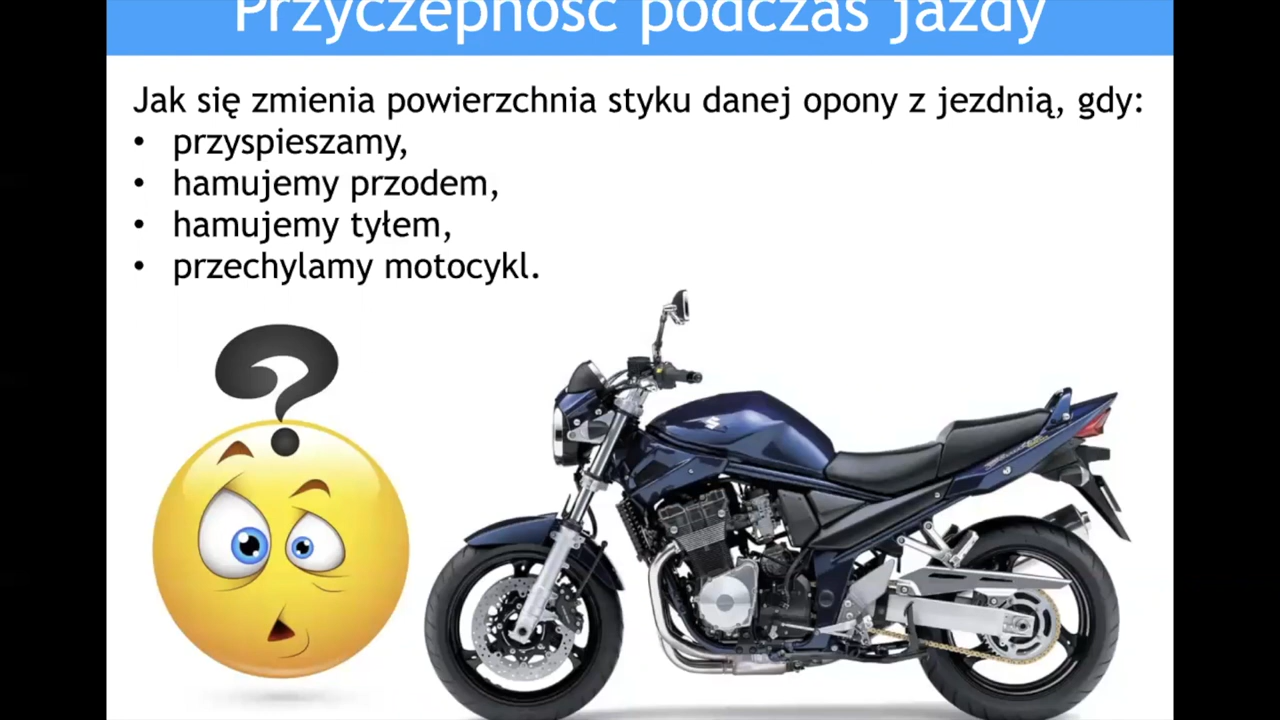 Przyczepność podczas jazdy
Jak się zmienia powierzchnia styku danej opony z jezdnią, gdy:
• przyspieszamy,
• hamujemy przodem,
• hamujemy tyłem,
• przechylamy motocykl.
?